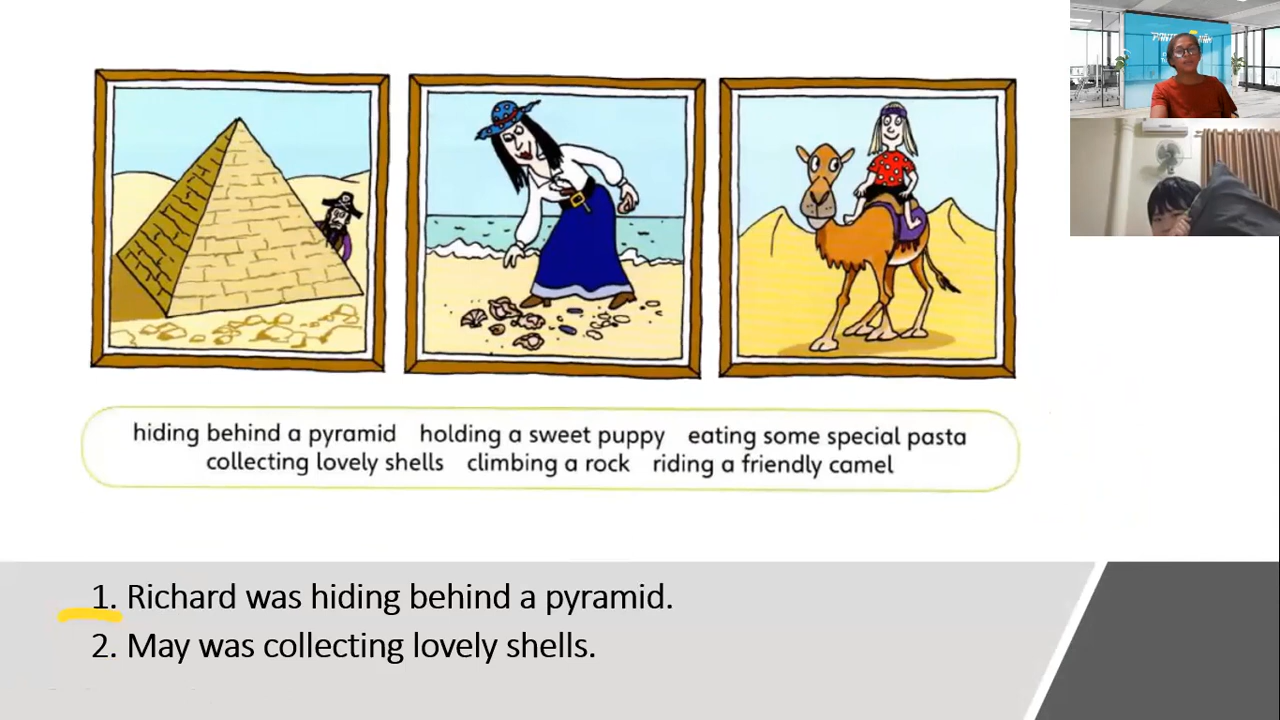 hiding behind a pyramid holding a sweet puppy eating some special pasta
collecting lovely shells climbing a rock riding a friendly camel
1. Richard was hiding behind a pyramid.
2. May was collecting lovely shells.